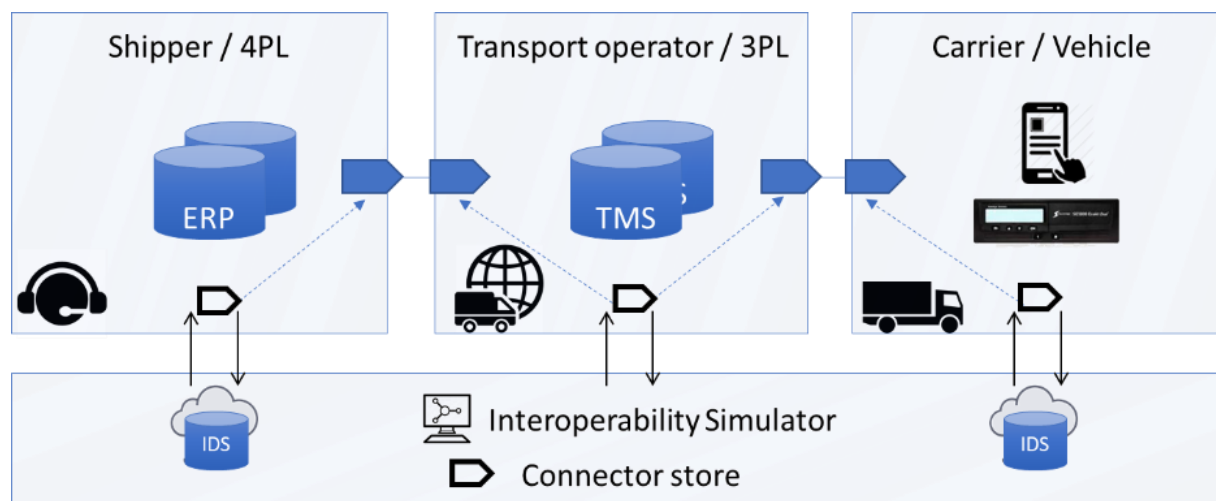 Shipper / 4PL
Transport operator / 3PL
Carrier / Vehicle
ERP
TMS
S
IDS
Interoperability Simulator
Connector store
IDS